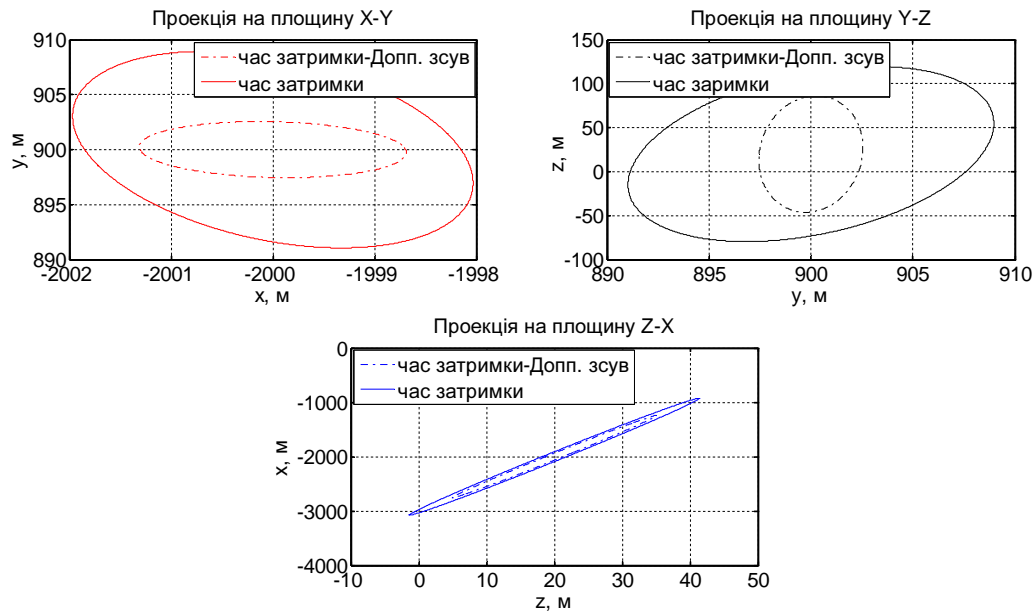 Проекція на площину X-Y
910
905
900
895
890
y, м
час затримки-Допп. зсув
час затримки
-2002
-2001
-2000
-1999
-1998
x, м
Проекція на площину Y-Z
150
100
50
0
-50
-100
z, м
час затримки-Допп. зсув
час заримки
890
895
900
905
910
y, м
Проекція на площину Z-X
0
-1000
-2000
-3000
-4000
x, м
час затримки-Допп. зсув
час затримки
-10
0
10
20
30
40
50
z, м